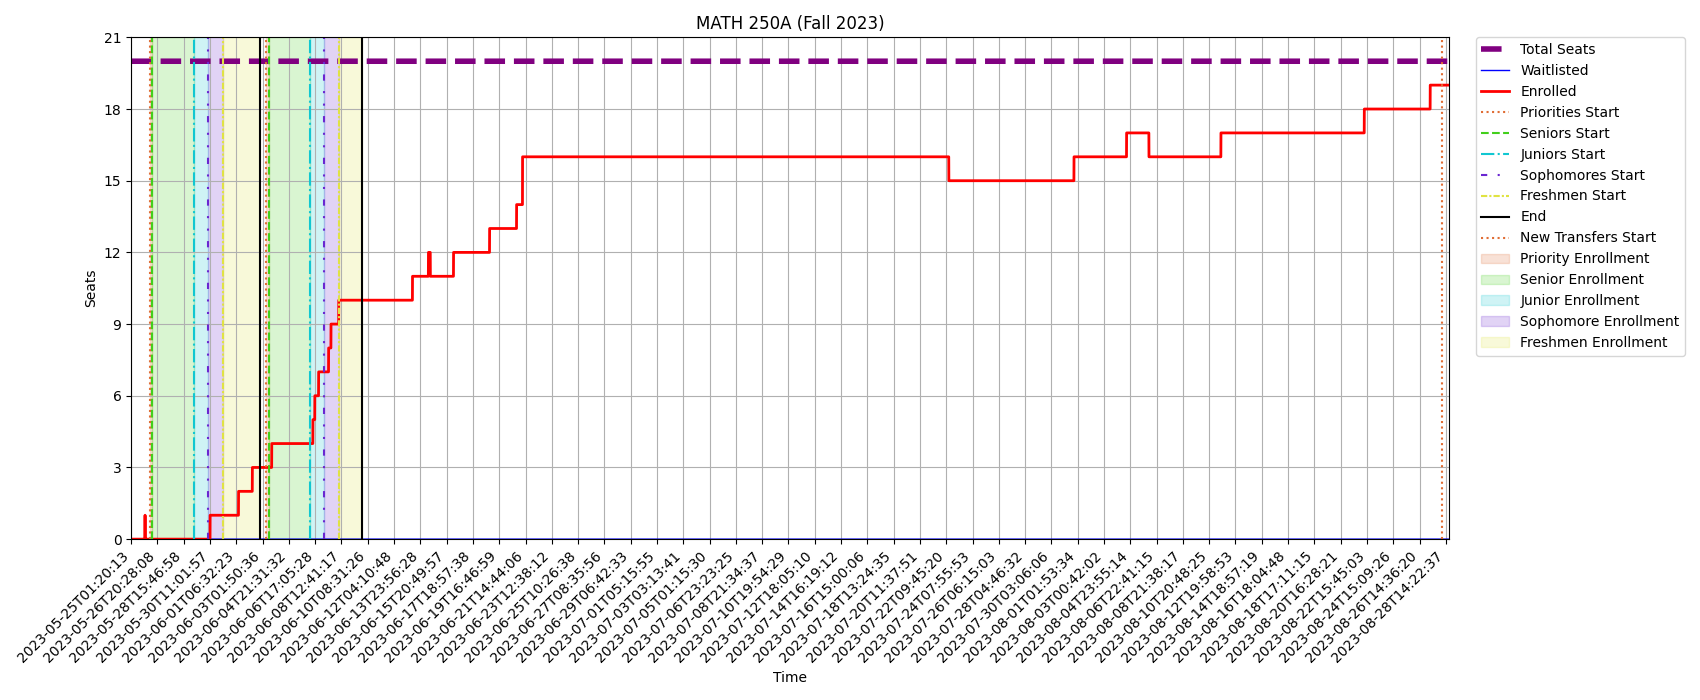 MATH 250A (Fall 2023)
21
18
15
12
9
6
3
0
Seats
2023-05-25T01:20:13
2023-05-26T20:28:08
2023-05-28T15:46:58
2023-05-30T11:01:57
2023-06-01T06:32:23
2023-06-03T01:50:36
2023-06-04T21:31:32
2023-06-06T17:05:28
2023-06-08T12:41:17
2023-06-10T08:31:26
2023-06-12T04:10:48
2023-06-13T23:56:28
2023-06-15T20:49:57
2023-06-17T18:57:38
2023-06-19T16:46:59
2023-06-21T14:44:06
2023-06-23T12:38:12
2023-06-25T10:26:38
2023-06-27T08:35:56
2023-06-29T06:42:33
2023-07-01T05:15:55
2023-07-03T03:13:41
2023-07-05T01:15:30
2023-07-06T23:23:25
2023-07-08T21:34:37
2023-07-10T19:54:29
2023-07-12T18:05:10
2023-07-14T16:19:12
2023-07-16T15:00:06
2023-07-18T13:24:35
2023-07-20T11:37:51
2023-07-22T09:45:20
2023-07-24T07:55:53
2023-07-26T06:15:03
2023-07-28T04:46:32
2023-07-30T03:06:06
2023-08-01T01:53:34
2023-08-03T00:42:02
2023-08-04T23:55:14
2023-08-06T22:41:15
2023-08-08T21:38:17
2023-08-10T20:48:25
2023-08-12T19:58:53
2023-08-14T18:57:19
2023-08-16T18:04:48
2023-08-18T17:11:15
2023-08-20T16:28:21
2023-08-22T15:45:03
2023-08-24T15:09:26
2023-08-26T14:36:20
2023-08-28T14:22:37
Time
Total Seats
Waitlisted
Enrolled
Priorities Start
Seniors Start
Juniors Start
Sophomores Start
Freshmen Start
End
New Transfers Start
Priority Enrollment
Senior Enrollment
Junior Enrollment
Sophomore Enrollment
Freshmen Enrollment